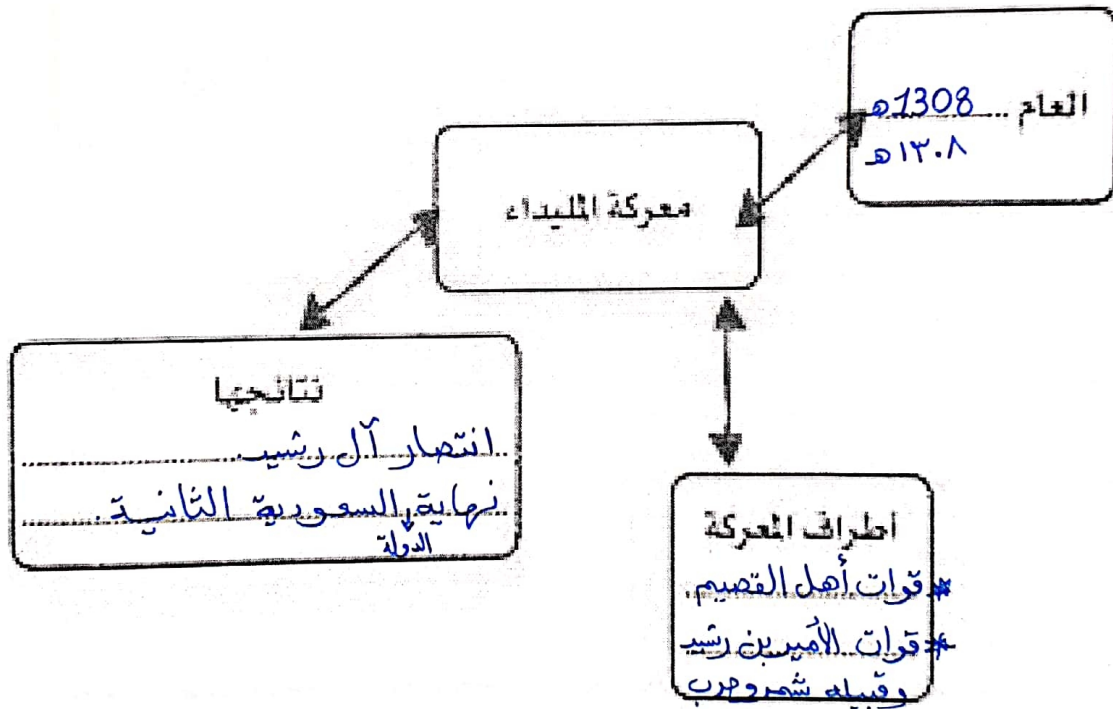 العام ... 1308هـ
١٣٠٨هـ
معركة المليداء
نتائجها
انتصار آل رشيد
نهاية السعودية الثانية.
الدولة
أطراف المعركة
* قوات أهل القصيم
* قوات الأمير بن رشيد
وقبيله شمر وحرب